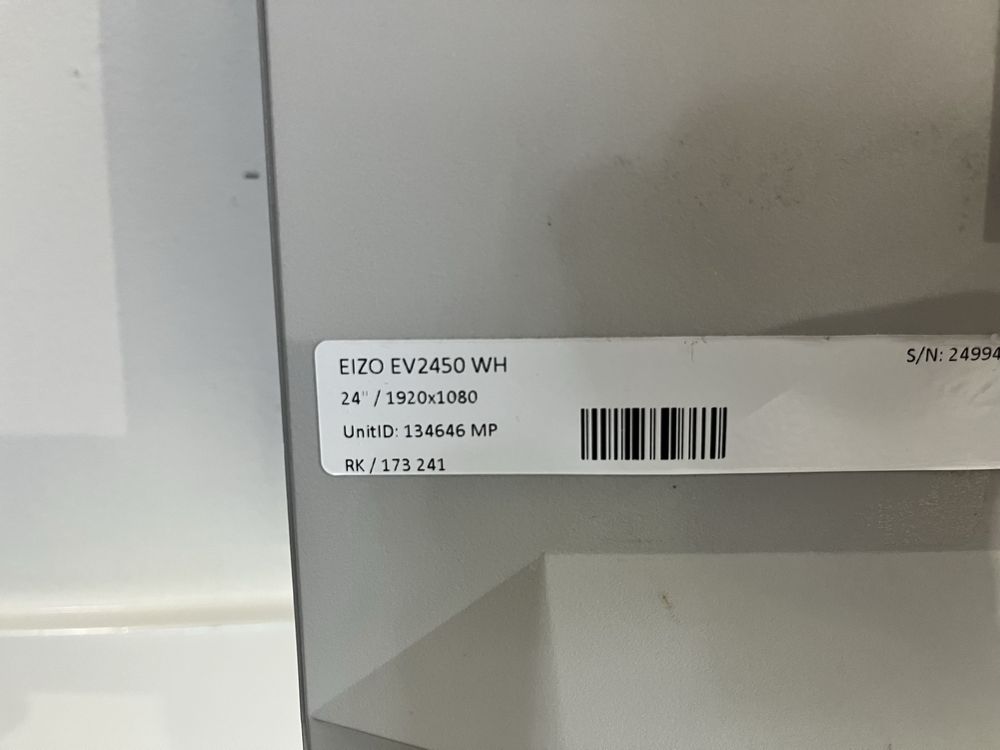 EIZO EV2450 WH
S/N: 24994
24" / 1920x1080
UnitID: 134646 MP
RK / 173 241